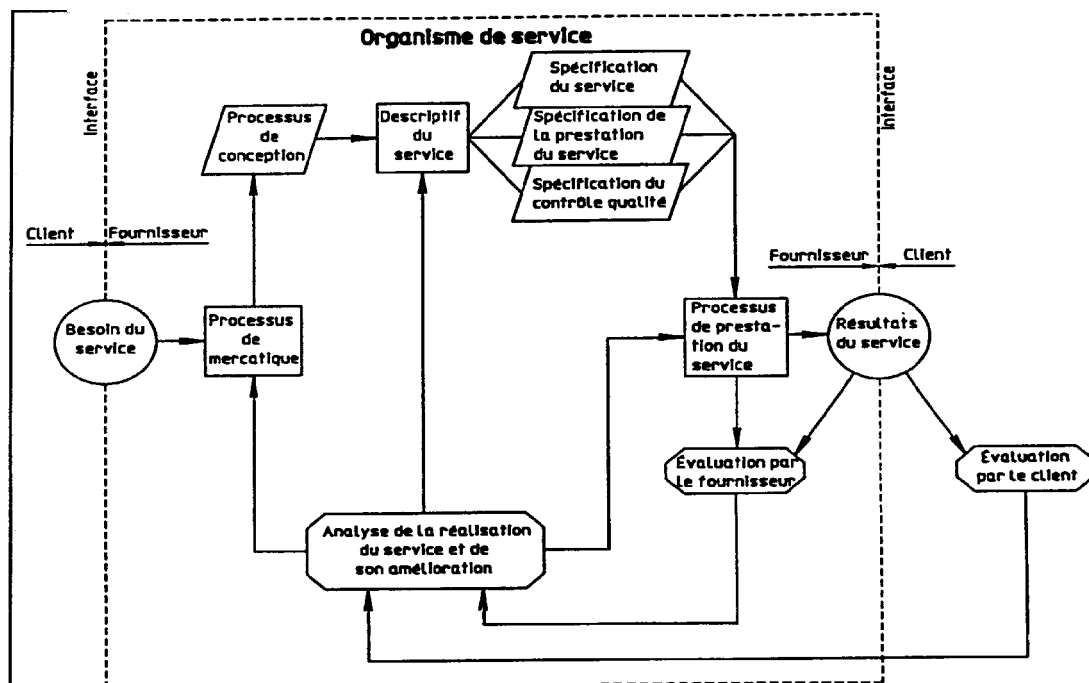 Organisme de service
Interface
Interface
Spécification
du service
Processus
de
conception
Descriptif
du
service
Spécification de
la prestation
du service
Spécification du
contrôle qualité
Client
Fournisseur
Fournisseur
Client
Besoin du
service
Processus
de
mercatique
Processus
de presta-
tion du
service
Résultats
du service
Évaluation par
le fournisseur
Évaluation
par le client
Analyse de la réalisation
du service et de
son amélioration